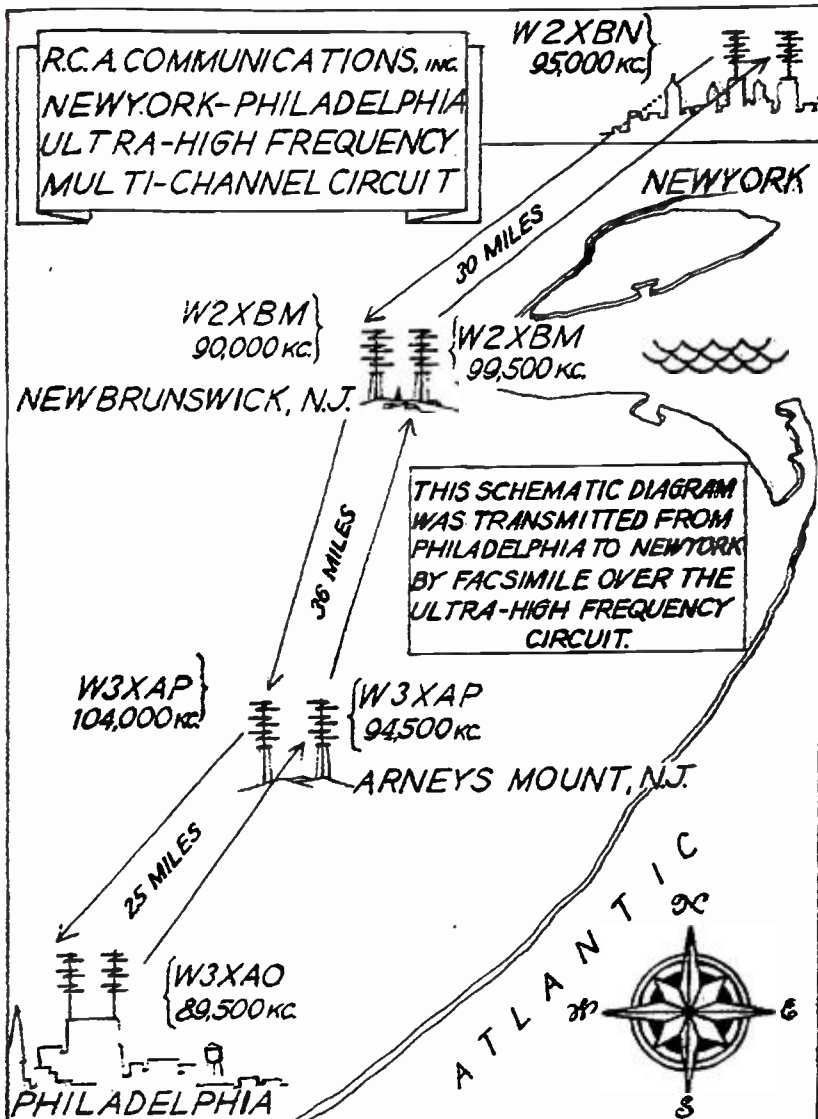 R.C.A. COMMUNICATIONS, INC.
NEW YORK-PHILADELPHIA
ULTRA-HIGH FREQUENCY
MULTI-CHANNEL CIRCUIT
W2XBN
95,000 KC.
NEW YORK
30 MILES
W2XBM
90,000 KC.
W2XBM
99,500 KC.
NEW BRUNSWICK, N.J.
THIS SCHEMATIC DIAGRAM
WAS TRANSMITTED FROM
PHILADELPHIA TO NEW YORK
BY FACSIMILE OVER THE
ULTRA-HIGH FREQUENCY
CIRCUIT.
36 MILES
W3XAP
104,000 KC.
W3XAP
94,500 KC.
ARNEYS MOUNT, N.J.
25 MILES
W3XAO
89,500 KC.
PHILADELPHIA
ATLANTIC
N
W
E
S